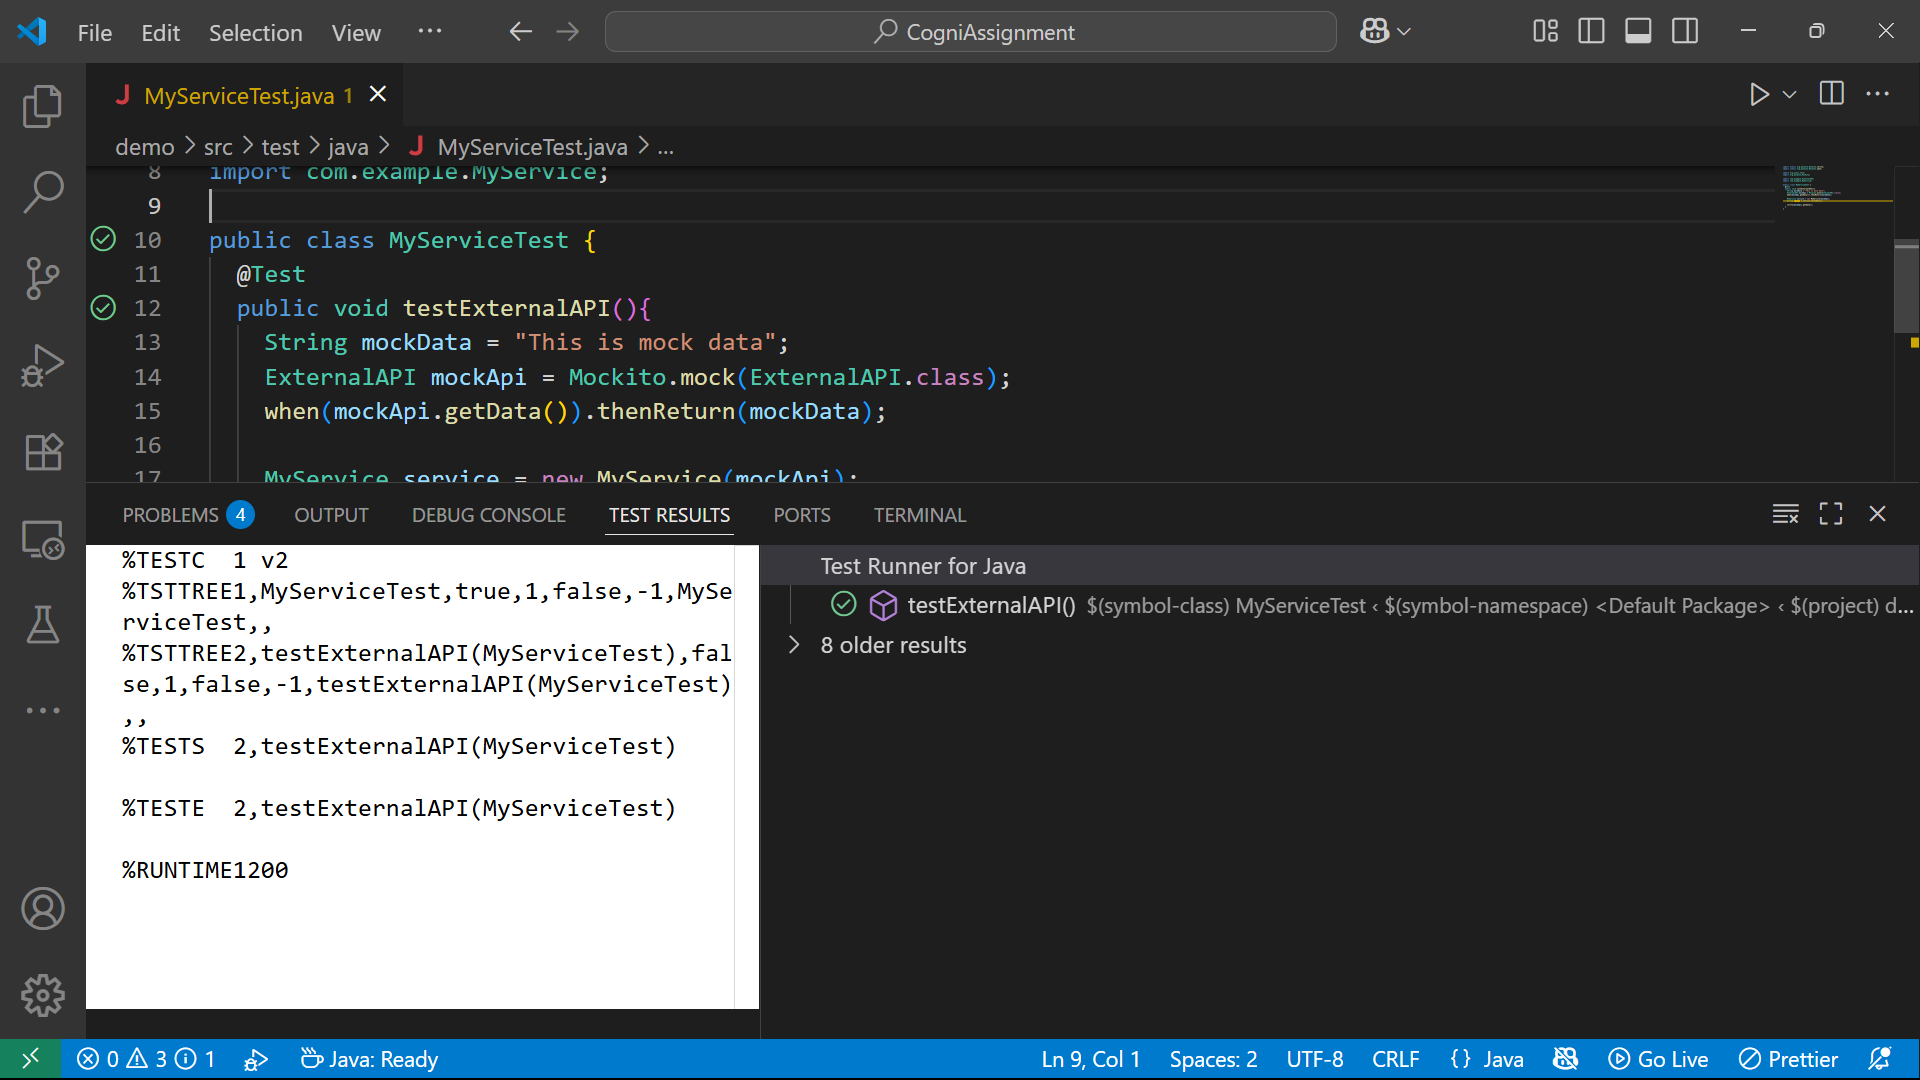 File Edit Selection View ··· CogniAssignment
MyServiceTest.java 1
demo > src > test > java > MyServiceTest.java > ...
8 import com.example.MyService;
9
10 public class MyServiceTest {
11 @Test
12 public void testExternalAPI(){
13 String mockData = "This is mock data";
14 ExternalAPI mockApi = Mockito.mock(ExternalAPI.class);
15 when(mockApi.getData()).thenReturn(mockData);
16
17 MyService service = new MyService(mockApi);
PROBLEMS 4 OUTPUT DEBUG CONSOLE TEST RESULTS PORTS TERMINAL
%TESTC 1 v2
%TSTTREE1,MyServiceTest,true,1,false,-1,MySe
rviceTest,,
%TSTTREE2,testExternalAPI(MyServiceTest),fal
se,1,false,-1,testExternalAPI(MyServiceTest)
,,
%TESTS 2,testExternalAPI(MyServiceTest)
%TESTE 2,testExternalAPI(MyServiceTest)
%RUNTIME1200
Test Runner for Java
testExternalAPI() $(symbol-class) MyServiceTest ‹ $(symbol-namespace) <Default Package> ‹ $(project) d...
8 older results
0 3 1 Java: Ready Ln 9, Col 1 Spaces: 2 UTF-8 CRLF {} Java Go Live Prettier